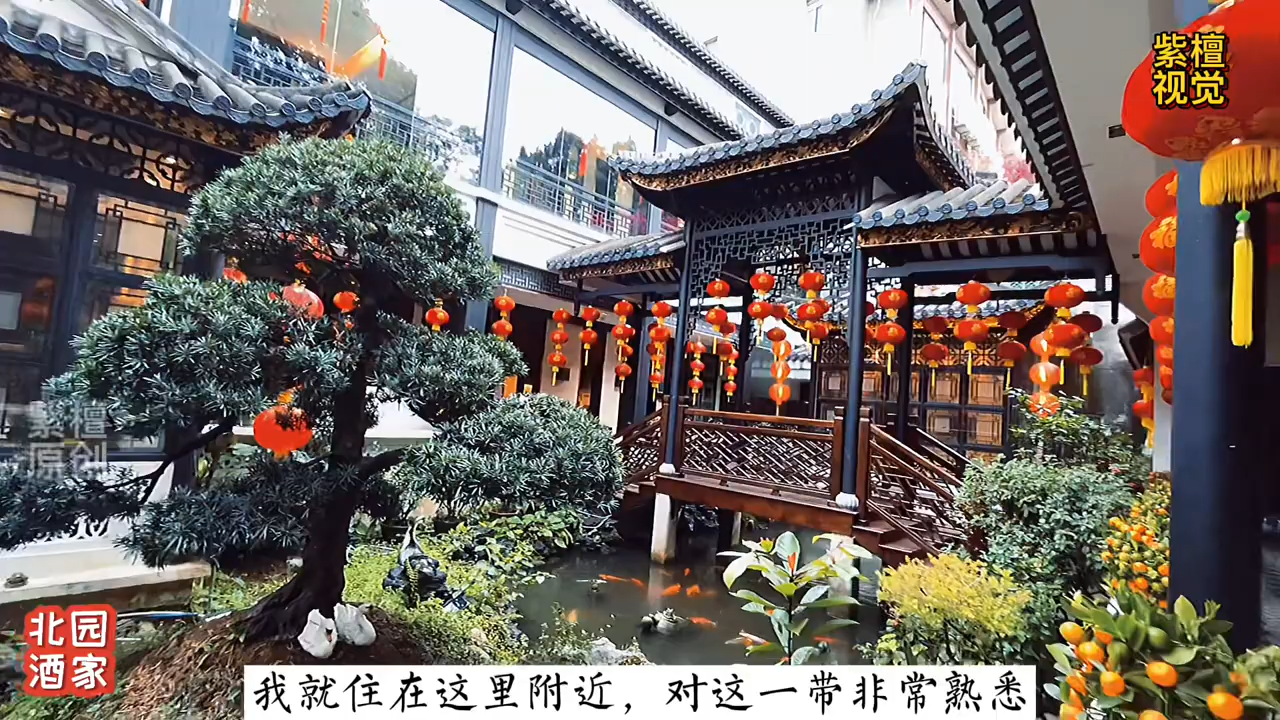 紫檀
视觉
紫檀
原创
北园
酒家
我就住在这里附近，对这一带非常熟悉